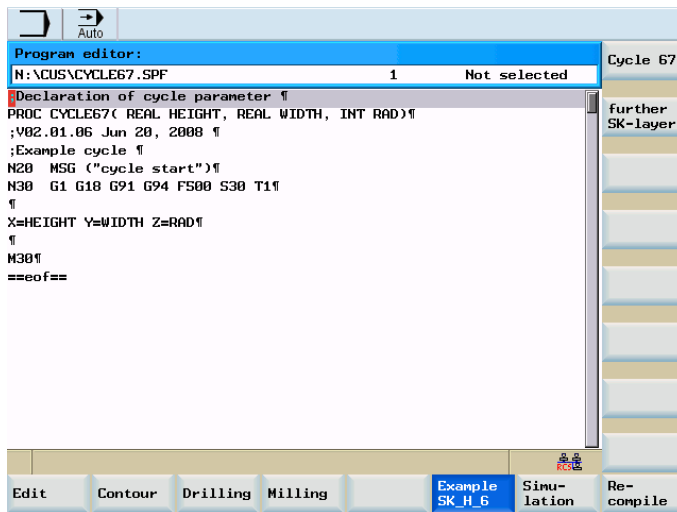 Auto
Program editor:
N:\CUS\CYCLE67.SPF 1 Not selected
;Declaration of cycle parameter ¶
PROC CYCLE67( REAL HEIGHT, REAL WIDTH, INT RAD)¶
;V02.01.06 Jun 20, 2008 ¶
;Example cycle ¶
N20 MSG ("cycle start")¶
N30 G1 G18 G91 G94 F500 S30 T1¶
¶
X=HEIGHT Y=WIDTH Z=RAD¶
¶
M30¶
==eof==
Cycle 67
further
SK-layer
RCS
Edit
Contour
Drilling
Milling
Example
SK_H_6
Simu-
lation
Re-
compile